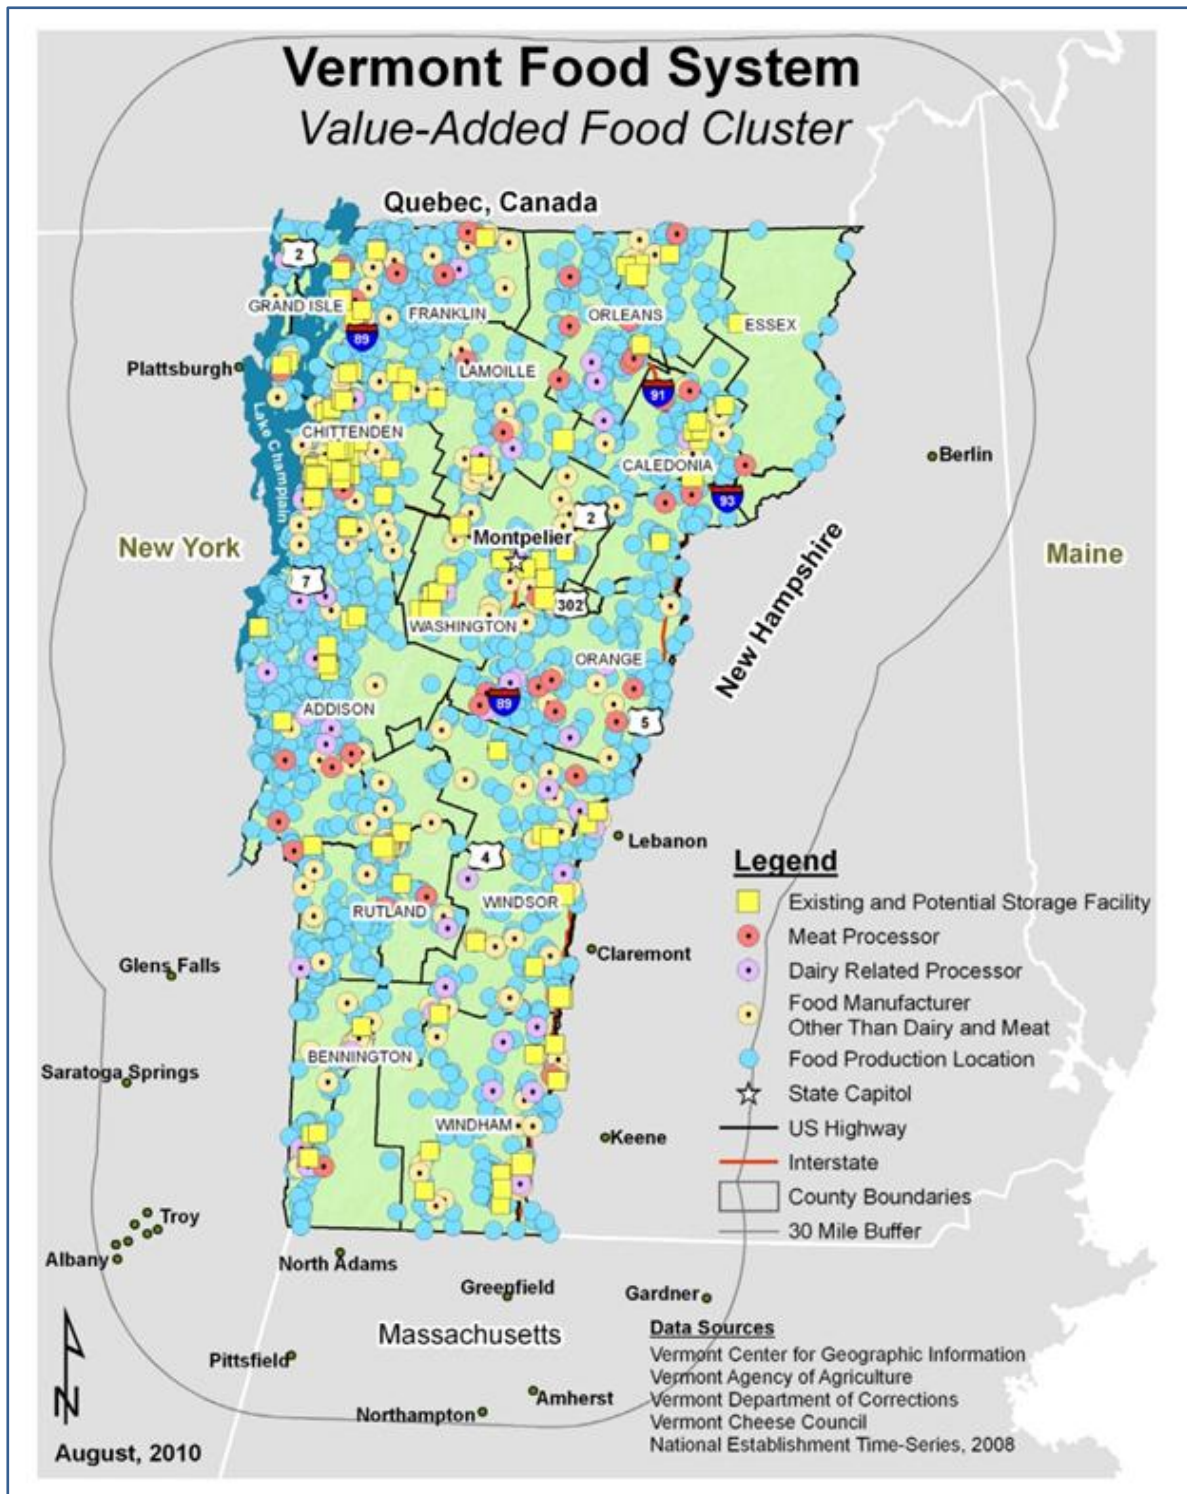 Vermont Food System
Value-Added Food Cluster
Quebec, Canada
2
GRAND ISLE
FRANKLIN
ORLEANS
ESSEX
89
Plattsburgh
LAMOILLE
91
Lake Champlain
CHITTENDEN
CALEDONIA
Berlin
93
2
New York
Montpelier
Maine
7
302
New Hampshire
WASHINGTON
ORANGE
89
ADDISON
5
Lebanon
4
WINDSOR
RUTLAND
Claremont
Glens Falls
BENNINGTON
Saratoga Springs
WINDHAM
Keene
Troy
Albany
North Adams
Greenfield
Gardner
Massachusetts
Pittsfield
Amherst
Northampton
Legend
Existing and Potential Storage Facility
Meat Processor
Dairy Related Processor
Food Manufacturer
Other Than Dairy and Meat
Food Production Location
State Capitol
US Highway
Interstate
County Boundaries
30 Mile Buffer
Data Sources
Vermont Center for Geographic Information
Vermont Agency of Agriculture
Vermont Department of Corrections
Vermont Cheese Council
National Establishment Time-Series, 2008
N
August, 2010